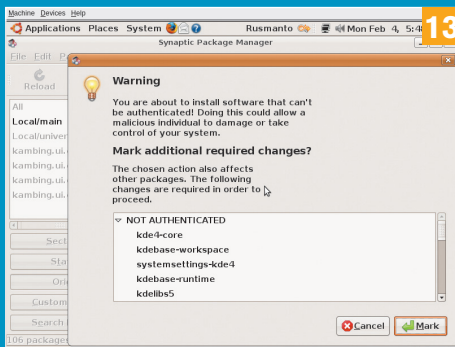 Machine Devices Help
Applications Places System Rusmanto Mon Feb 4, 5:4
13
Synaptic Package Manager
File Edit P
Reload
All
Local/main
Local/univer
kambing.ui.
kambing.ui.
kambing.ui.
kambing.ui.
Sect
Sta
Ori
Custom
Search
106 packages
Warning
You are about to install software that can't
be authenticated! Doing this could allow a
malicious individual to damage or take
control of your system.
Mark additional required changes?
The chosen action also affects
other packages. The following
changes are required in order to
proceed.
NOT AUTHENTICATED
kde4-core
kdebase-workspace
systemsettings-kde4
kdebase-runtime
kdelibs5
Cancel Mark